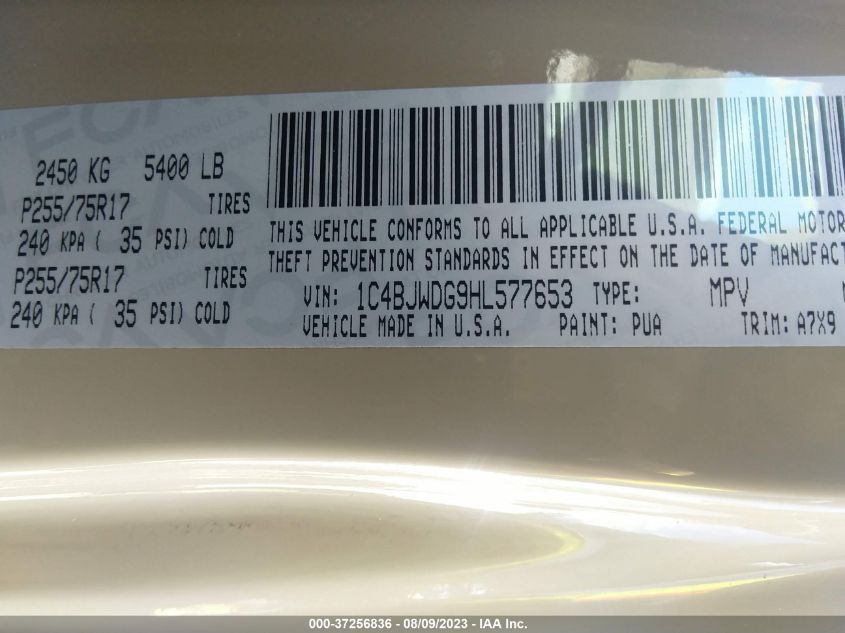 2450 KG 5400 LB
P255/75R17 TIRES
240 KPA ( 35 PSI) COLD
P255/75R17 TIRES
240 KPA ( 35 PSI) COLD
THIS VEHICLE CONFORMS TO ALL APPLICABLE U.S.A. FEDERAL MOTOR
THEFT PREVENTION STANDARDS IN EFFECT ON THE DATE OF MANUFACT
VIN: 1C4BJWDG9HL577653 TYPE: MPV
VEHICLE MADE IN U.S.A. PAINT: PUA TRIM: A7X9
000-37256836 - 08/09/2023 - IAA Inc.